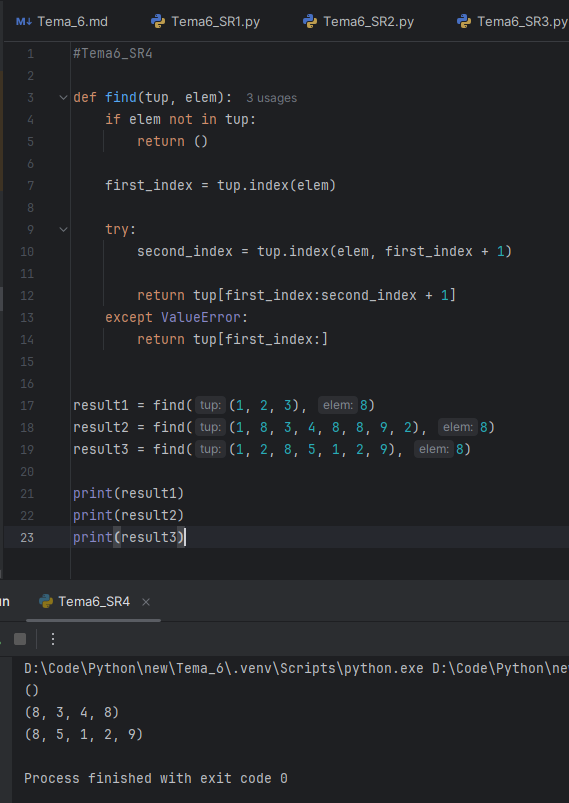 Tema_6.md Tema6_SR1.py Tema6_SR2.py Tema6_SR3.py
1 #Tema6_SR4
2
3 def find(tup, elem): 3 usages
4     if elem not in tup:
5         return ()
6
7     first_index = tup.index(elem)
8
9     try:
10         second_index = tup.index(elem, first_index + 1)
11
12         return tup[first_index:second_index + 1]
13     except ValueError:
14         return tup[first_index:]
15
16
17 result1 = find( tup: (1, 2, 3), elem: 8)
18 result2 = find( tup: (1, 8, 3, 4, 8, 8, 9, 2), elem: 8)
19 result3 = find( tup: (1, 2, 8, 5, 1, 2, 9), elem: 8)
20
21 print(result1)
22 print(result2)
23 print(result3)
un Tema6_SR4 ×
D:\Code\Python\new\Tema_6\.venv\Scripts\python.exe D:\Code\Python\new
()
(8, 3, 4, 8)
(8, 5, 1, 2, 9)
Process finished with exit code 0